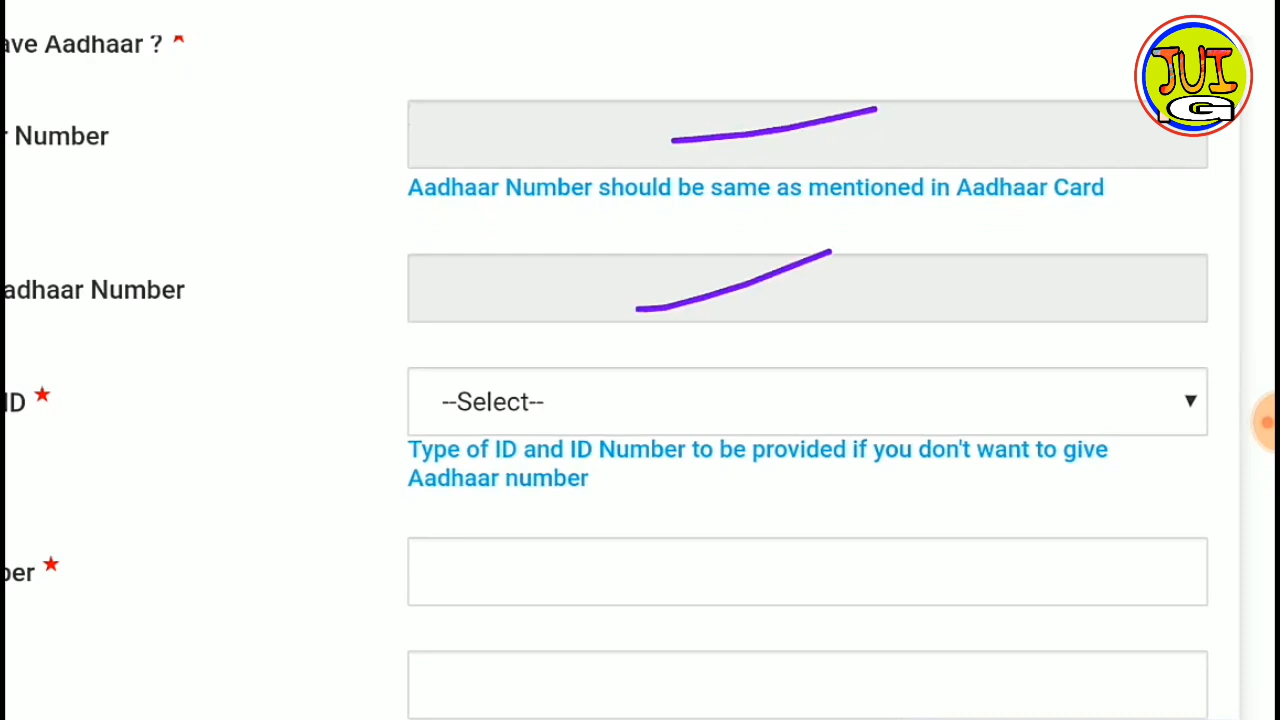 ave Aadhaar ? *
JUI
G
r Number
Aadhaar Number should be same as mentioned in Aadhaar Card
adhaar Number
ID *
--Select--
Type of ID and ID Number to be provided if you don't want to give
Aadhaar number
ber *